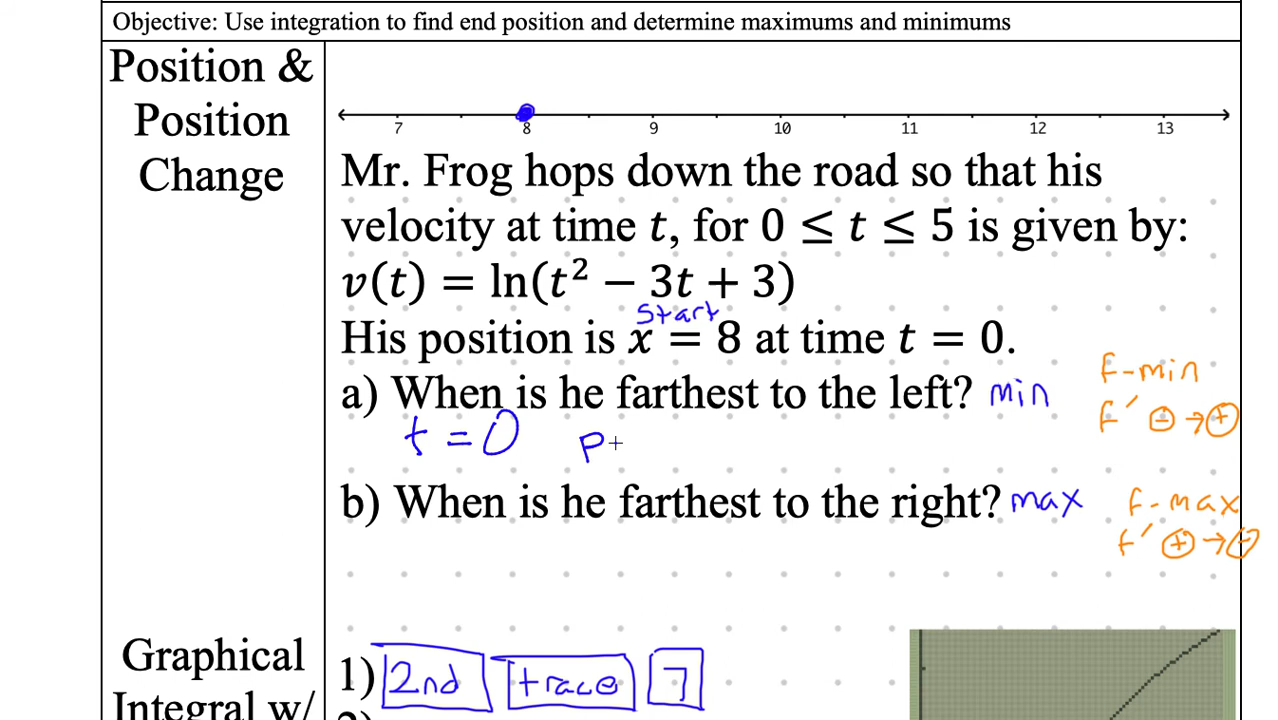 Objective: Use integration to find end position and determine maximums and minimums
Position &
Position
Change
7 8 9 10 11 12 13
Mr. Frog hops down the road so that his
velocity at time t, for 0 ≤ t ≤ 5 is given by:
v(t) = ln(t² − 3t + 3)
start
His position is x = 8 at time t = 0.
a) When is he farthest to the left? min
f-min
f′ ⊖→⊕
t = 0 P+
b) When is he farthest to the right? max
f-max
f′ ⊕→⊖
Graphical
Integral w/
1) 2nd trace 7